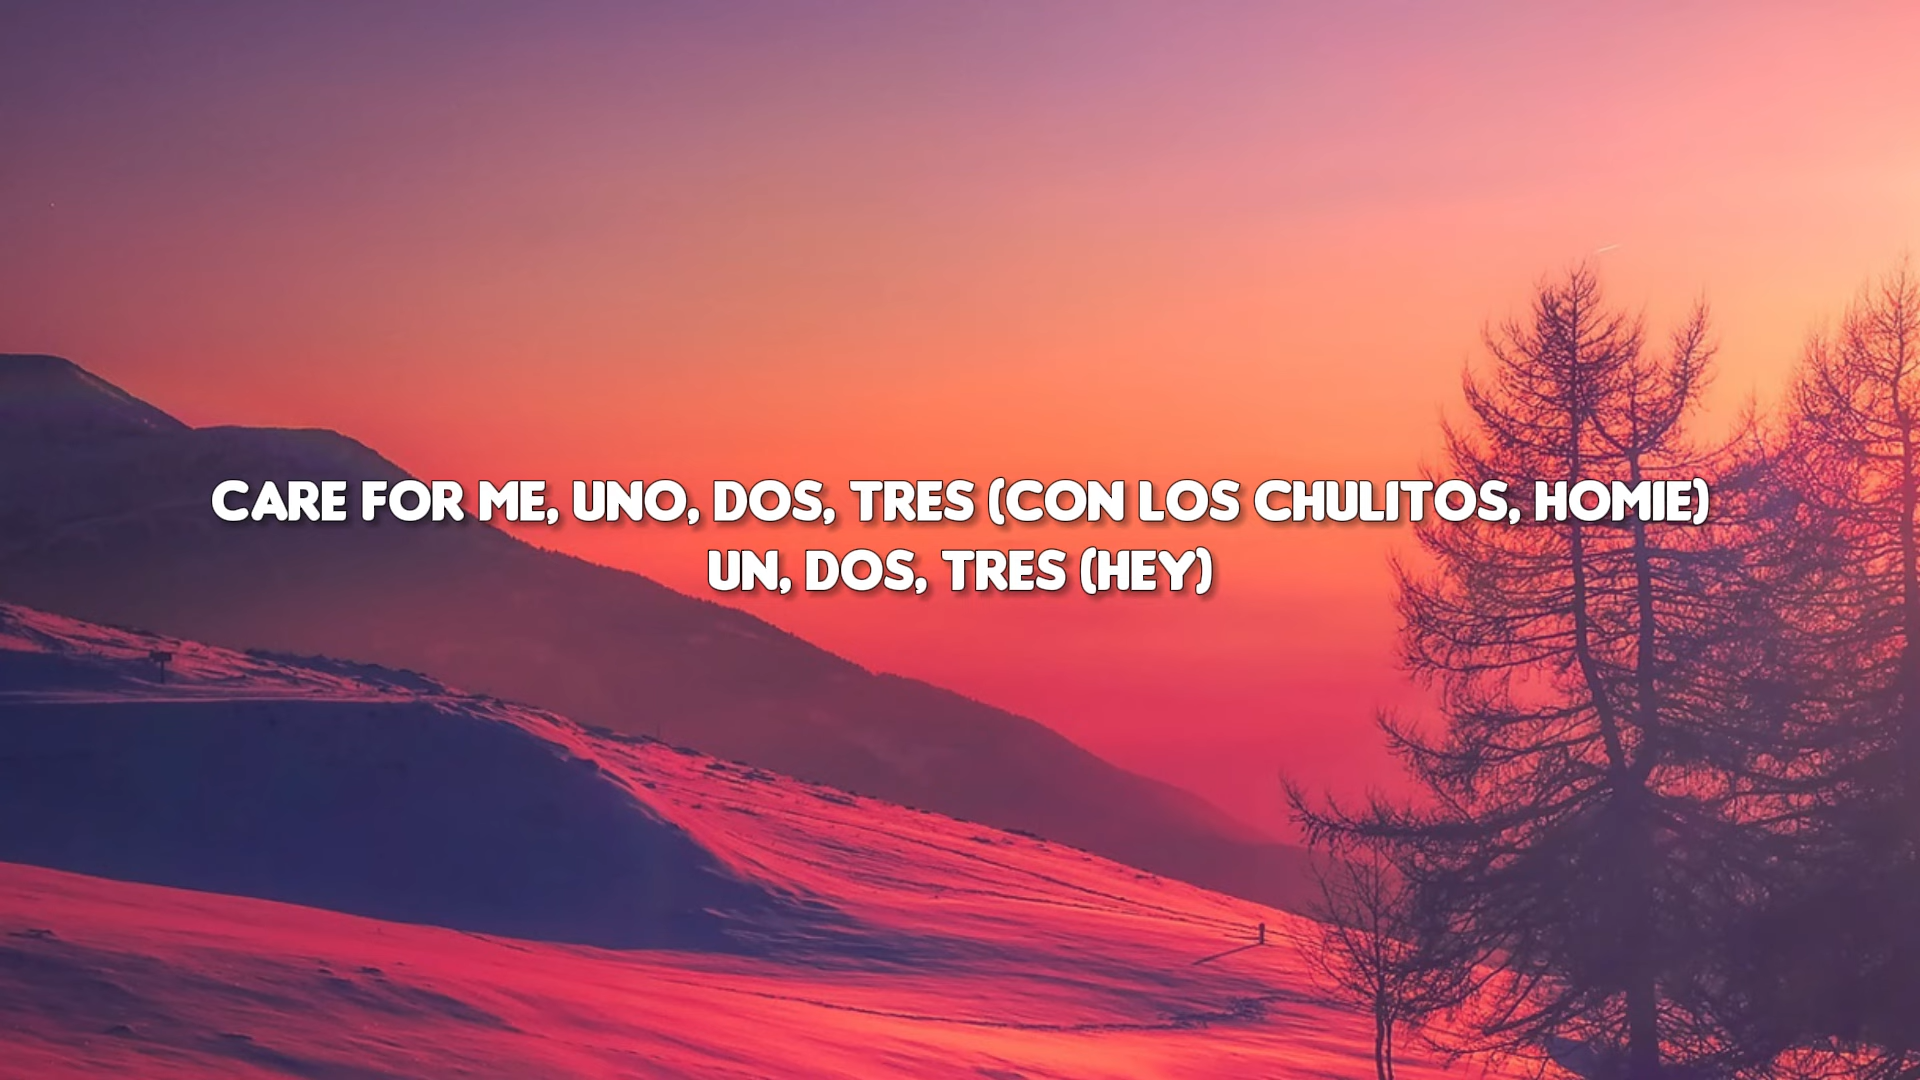 CARE FOR ME, UNO, DOS, TRES (CON LOS CHULITOS, HOMIE)
UN, DOS, TRES (HEY)